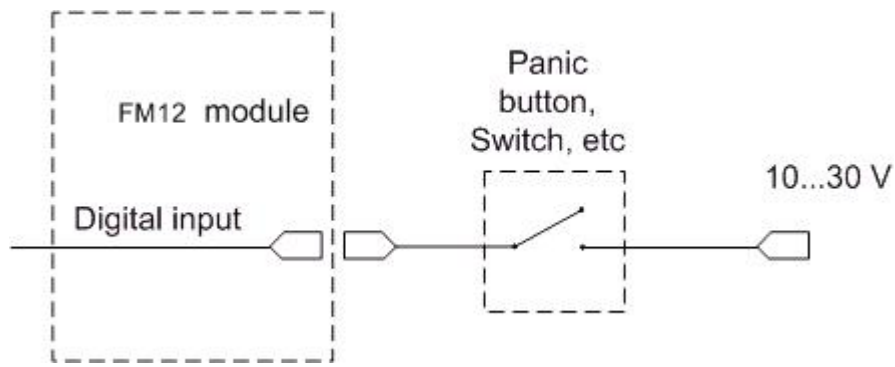 FM12 module
Digital input
Panic
button,
Switch, etc
10...30 V